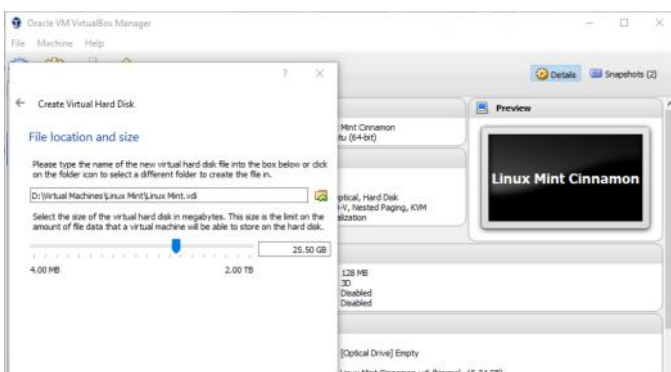 Oracle VM VirtualBox Manager
File Machine Help
Details Snapshots (2)
? ×
← Create Virtual Hard Disk
File location and size
Please type the name of the new virtual hard disk file into the box below or click
on the folder icon to select a different folder to create the file in.
D:\Virtual Machines\Linux Mint\Linux Mint.vdi
Select the size of the virtual hard disk in megabytes. This size is the limit on the
amount of file data that a virtual machine will be able to store on the hard disk.
25.50 GB
4.00 MB 2.00 TB
Mint Cinnamon
(64-bit)
Optical, Hard Disk
Nested Paging, KVM
128 MB
3D
Disabled
Disabled
[Optical Drive] Empty
Preview
Linux Mint Cinnamon